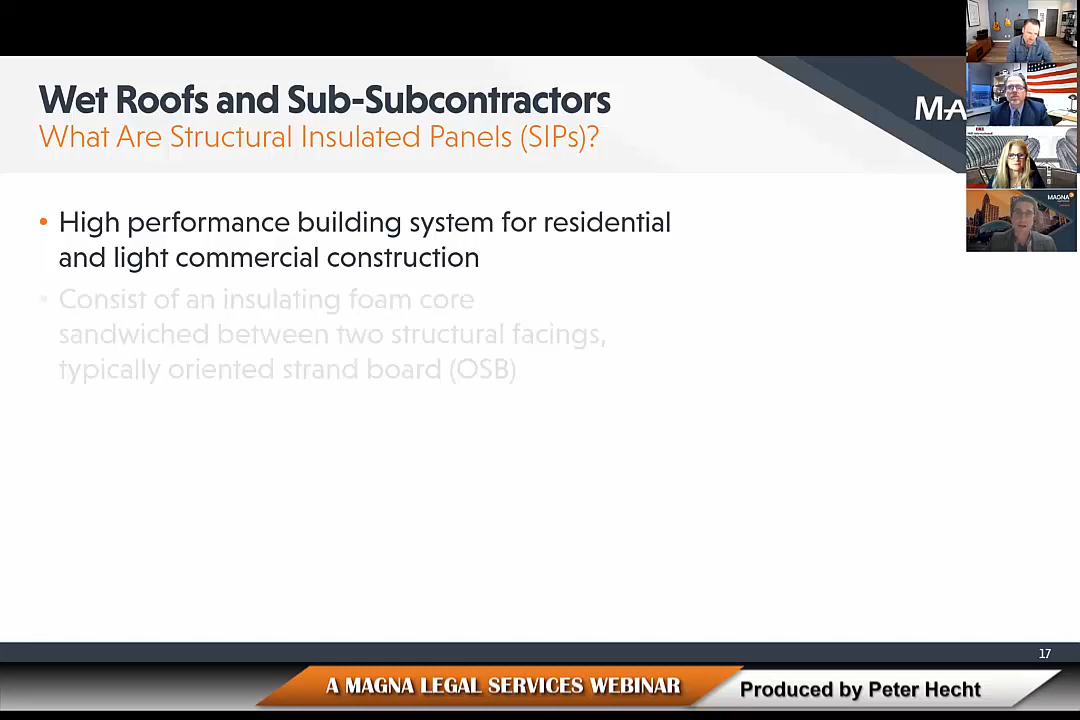 Wet Roofs and Sub-Subcontractors
What Are Structural Insulated Panels (SIPs)?
MA
MAGNA
• High performance building system for residential
and light commercial construction
• Consist of an insulating foam core
sandwiched between two structural facings,
typically oriented strand board (OSB)
17
A MAGNA LEGAL SERVICES WEBINAR
Produced by Peter Hecht